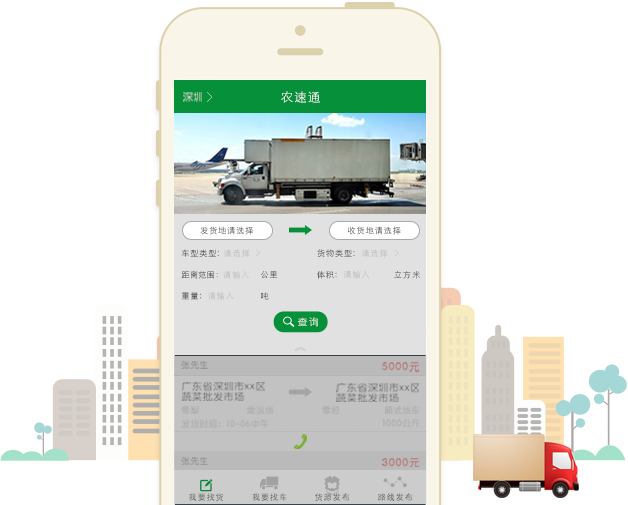 深圳
农速通
发货地请选择
收货地请选择
车型类型：请选择
货物类型：请选择
距离范围：请输入 公里
体积：请输入 立方米
重量：请输入 吨
查询
张先生 5000元
广东省深圳市xx区
蔬菜批发市场
广东省深圳市xx区
蔬菜批发市场
发货时间：10-06中午
1000公斤
张先生 3000元
我要找货
我要找车
货源发布
路线发布